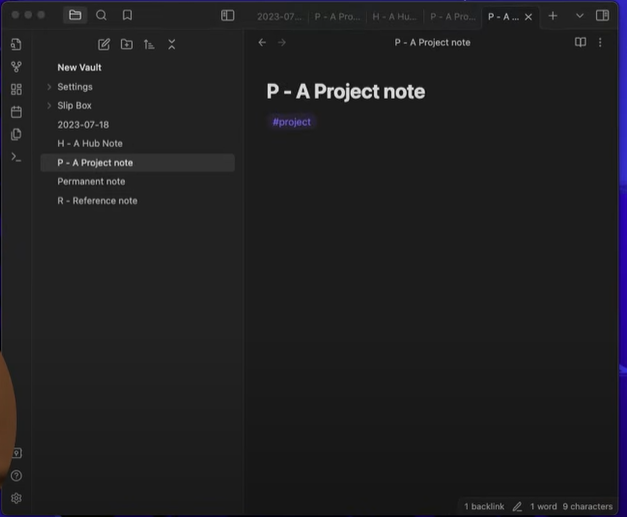 2023-07... P - A Pro... H - A Hu... P - A Pro... P - A ...
P - A Project note
New Vault
Settings
Slip Box
2023-07-18
H - A Hub Note
P - A Project note
Permanent note
R - Reference note
P - A Project note
#project
1 backlink 1 word 9 characters